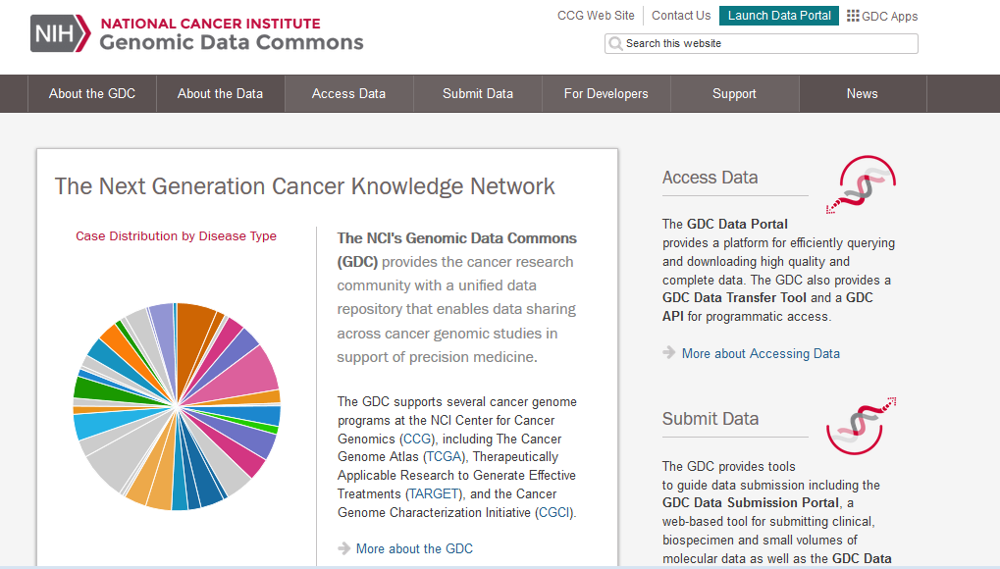 NIH NATIONAL CANCER INSTITUTE
Genomic Data Commons
CCG Web Site Contact Us Launch Data Portal GDC Apps
Search this website
About the GDC About the Data Access Data Submit Data For Developers Support News
The Next Generation Cancer Knowledge Network
Case Distribution by Disease Type
The NCI's Genomic Data Commons
(GDC) provides the cancer research
community with a unified data
repository that enables data sharing
across cancer genomic studies in
support of precision medicine.
The GDC supports several cancer genome
programs at the NCI Center for Cancer
Genomics (CCG), including The Cancer
Genome Atlas (TCGA), Therapeutically
Applicable Research to Generate Effective
Treatments (TARGET), and the Cancer
Genome Characterization Initiative (CGCI).
More about the GDC
Access Data
The GDC Data Portal
provides a platform for efficiently querying
and downloading high quality and
complete data. The GDC also provides a
GDC Data Transfer Tool and a GDC
API for programmatic access.
More about Accessing Data
Submit Data
The GDC provides tools
to guide data submission including the
GDC Data Submission Portal, a
web-based tool for submitting clinical,
biospecimen and small volumes of
molecular data as well as the GDC Data